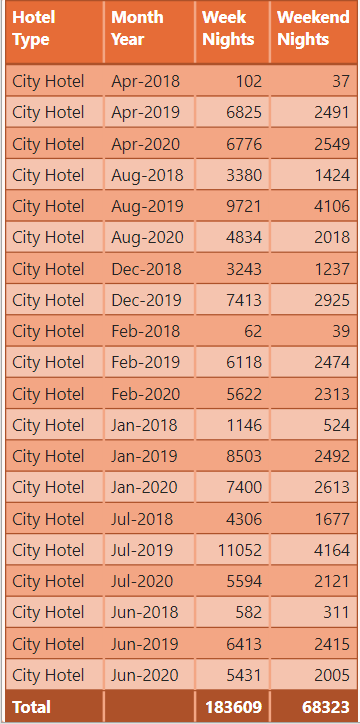 Hotel Type Month Year Week Nights Weekend Nights
City Hotel Apr-2018 102 37
City Hotel Apr-2019 6825 2491
City Hotel Apr-2020 6776 2549
City Hotel Aug-2018 3380 1424
City Hotel Aug-2019 9721 4106
City Hotel Aug-2020 4834 2018
City Hotel Dec-2018 3243 1237
City Hotel Dec-2019 7413 2925
City Hotel Feb-2018 62 39
City Hotel Feb-2019 6118 2474
City Hotel Feb-2020 5622 2313
City Hotel Jan-2018 1146 524
City Hotel Jan-2019 8503 2492
City Hotel Jan-2020 7400 2613
City Hotel Jul-2018 4306 1677
City Hotel Jul-2019 11052 4164
City Hotel Jul-2020 5594 2121
City Hotel Jun-2018 582 311
City Hotel Jun-2019 6413 2415
City Hotel Jun-2020 5431 2005
Total 183609 68323